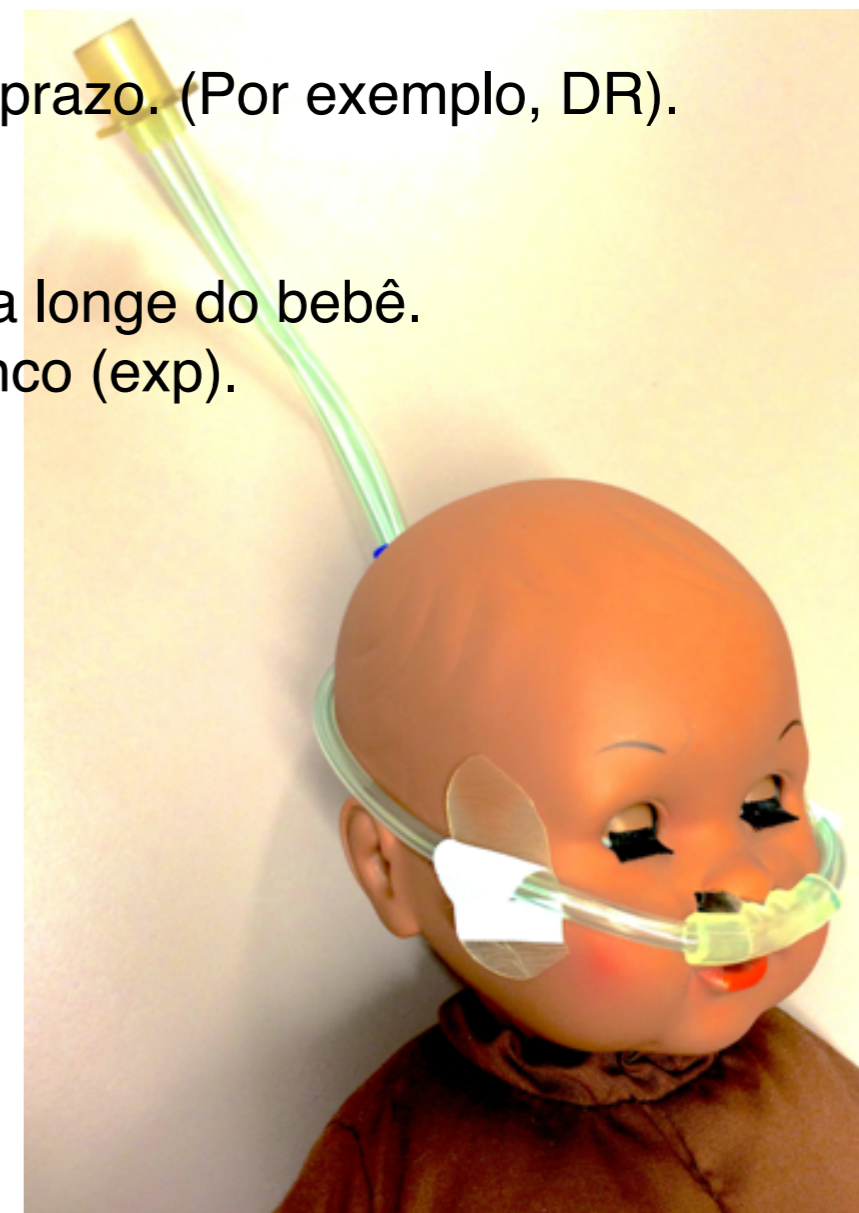 prazo. (Por exemplo, DR).
a longe do bebê.
nco (exp).